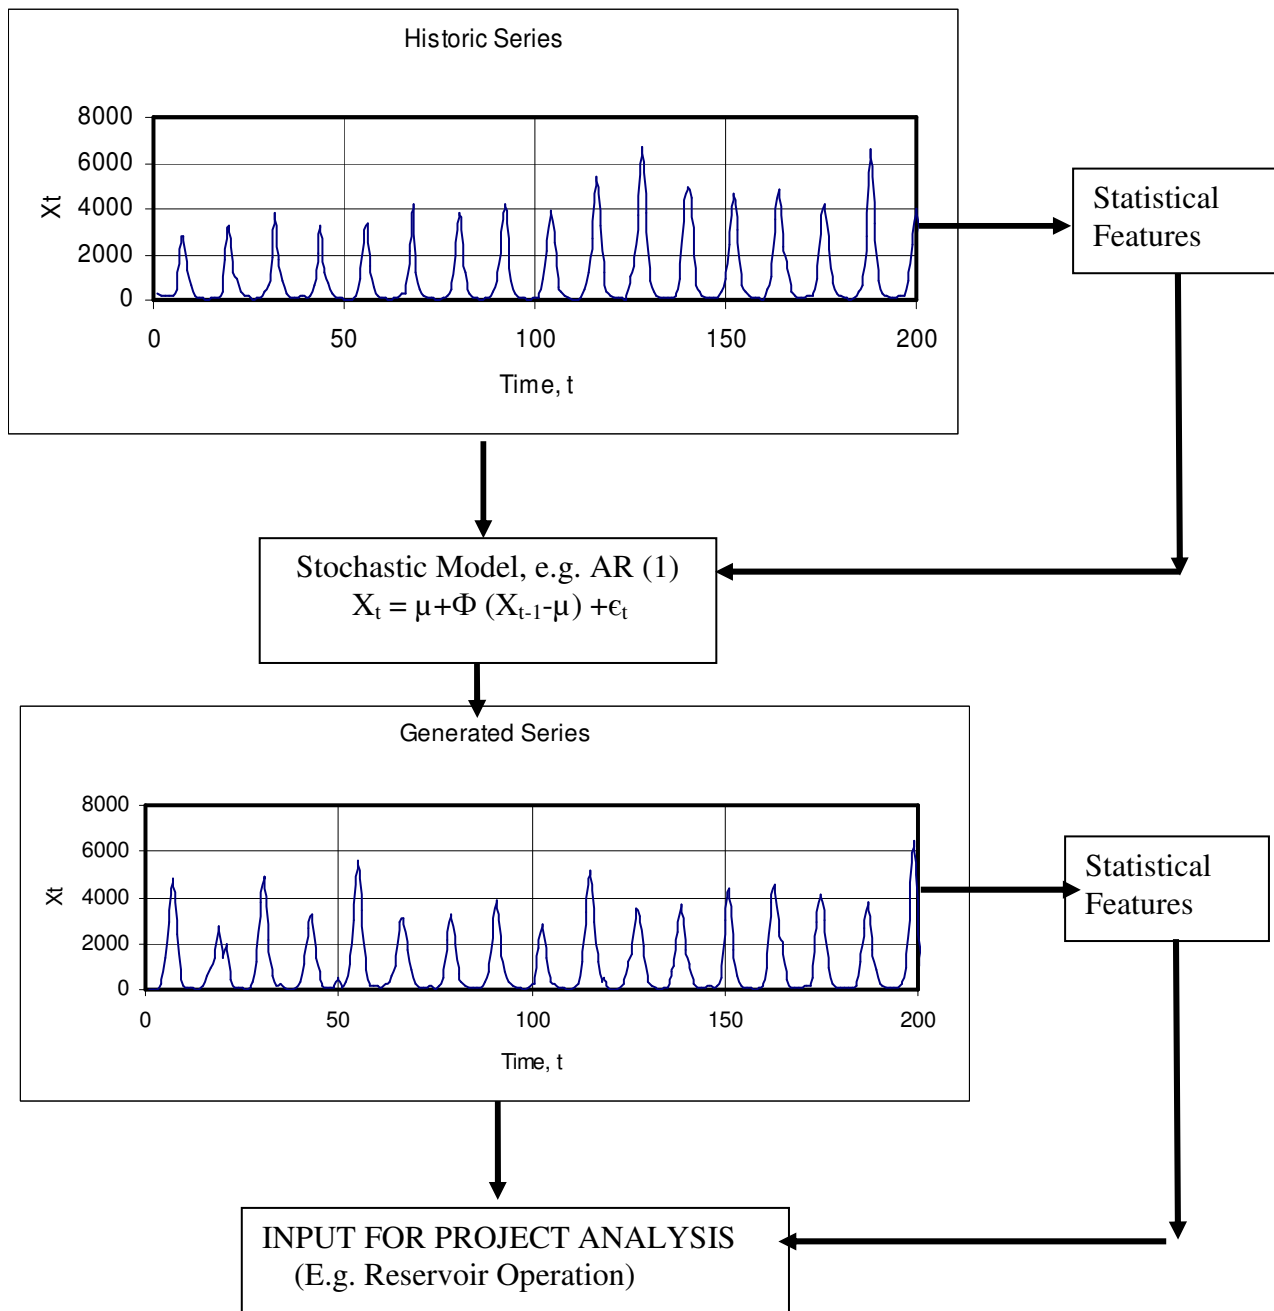 Historic Series
8000
6000
4000
2000
0
Xt
0 50 100 150 200
Time, t
Statistical
Features
Stochastic Model, e.g. AR (1)
Xt = µ+Φ (Xt-1-µ) +ϵt
Generated Series
8000
6000
4000
2000
0
Xt
0 50 100 150 200
Time, t
Statistical
Features
INPUT FOR PROJECT ANALYSIS
(E.g. Reservoir Operation)